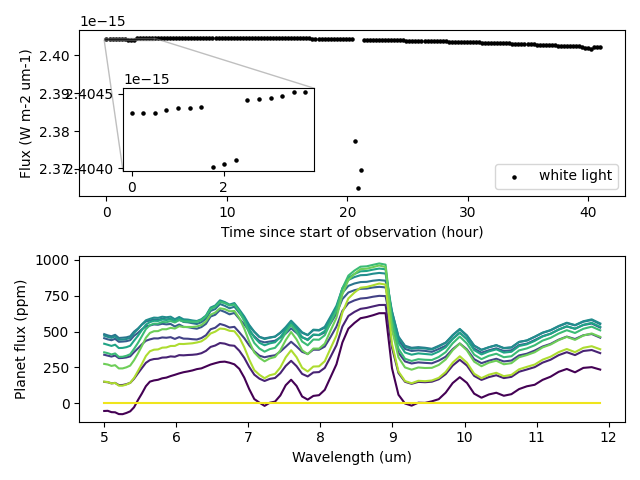 1e−15
Flux (W m-2 um-1)
2.40
2.39
2.38
2.37
1e−15
2.4045
2.4040
0 2
white light
0 10 20 30 40
Time since start of observation (hour)
Planet flux (ppm)
1000
750
500
250
0
5 6 7 8 9 10 11 12
Wavelength (um)